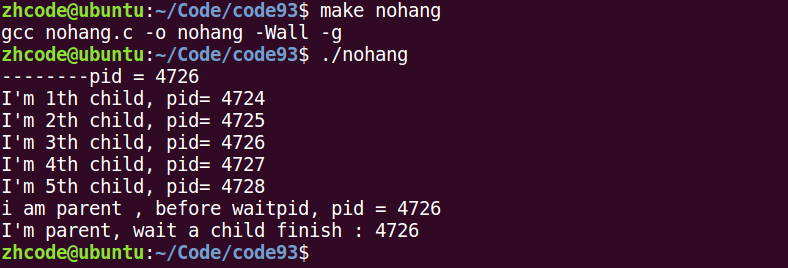 zhcode@ubuntu:~/Code/code93$ make nohang
gcc nohang.c -o nohang -Wall -g
zhcode@ubuntu:~/Code/code93$ ./nohang
--------pid = 4726
I'm 1th child, pid= 4724
I'm 2th child, pid= 4725
I'm 3th child, pid= 4726
I'm 4th child, pid= 4727
I'm 5th child, pid= 4728
i am parent , before waitpid, pid = 4726
I'm parent, wait a child finish : 4726
zhcode@ubuntu:~/Code/code93$